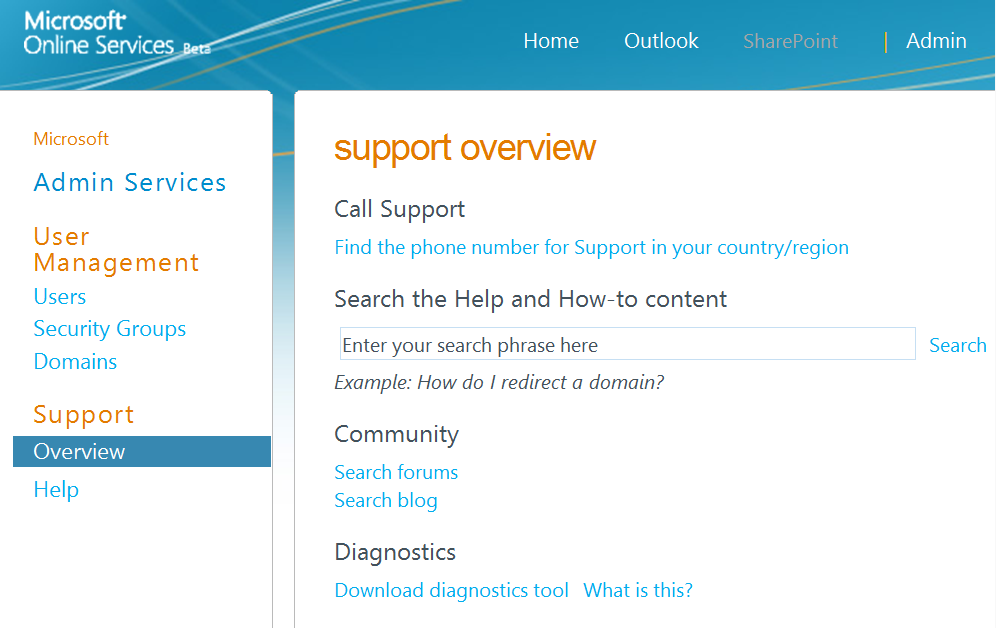 Microsoft
Online Services Beta
Home Outlook SharePoint | Admin
Microsoft
Admin Services
User
Management
Users
Security Groups
Domains
Support
Overview
Help
support overview
Call Support
Find the phone number for Support in your country/region
Search the Help and How-to content
Enter your search phrase here Search
Example: How do I redirect a domain?
Community
Search forums
Search blog
Diagnostics
Download diagnostics tool What is this?